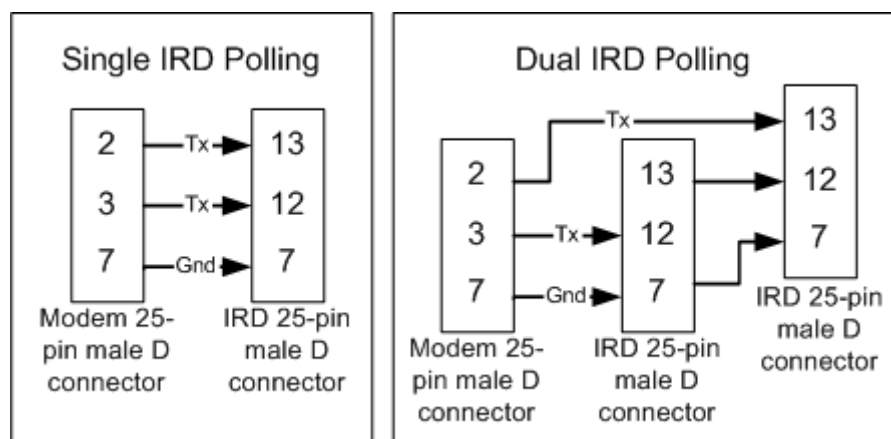 Single IRD Polling
2 Tx 13
3 Tx 12
7 Gnd 7
Modem 25-
pin male D
connector
IRD 25-pin
male D
connector
Dual IRD Polling
2
3
7
Tx
Tx
Gnd
Modem 25-
pin male D
connector
13
12
7
IRD 25-pin
male D
connector
13
12
7
IRD 25-pin
male D
connector